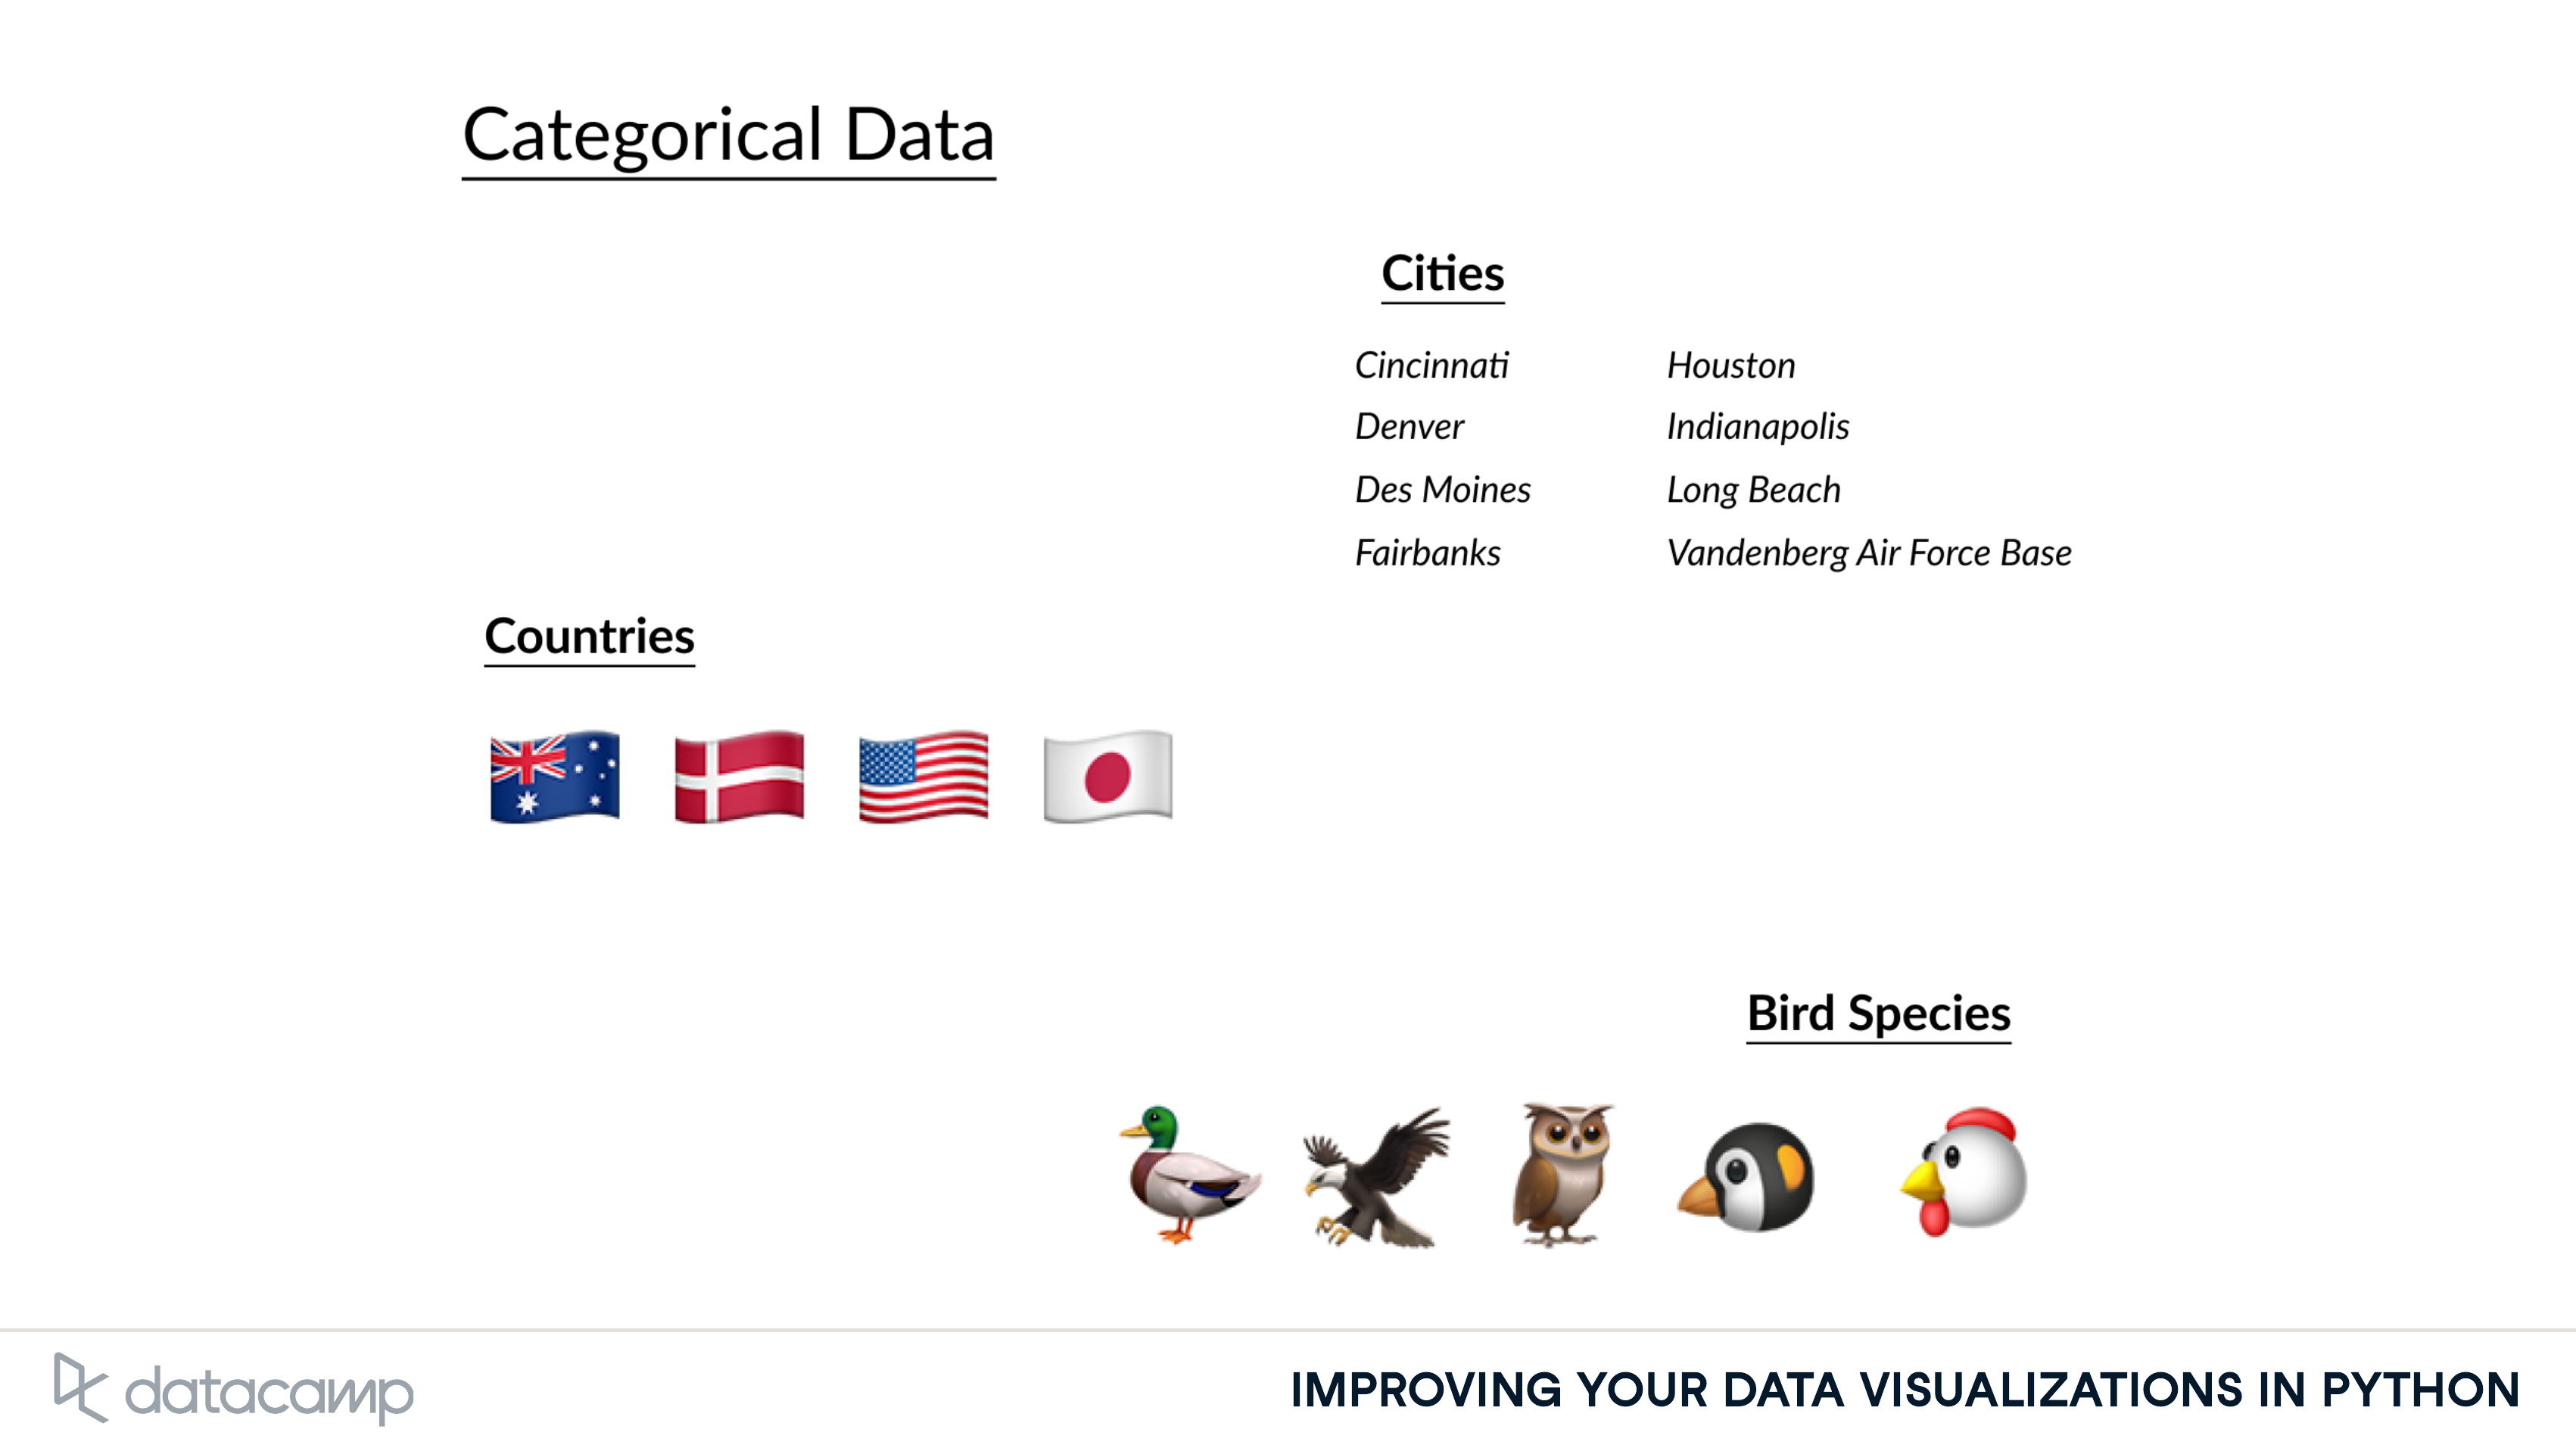 Categorical Data
Cities
Cincinnati
Denver
Des Moines
Fairbanks
Houston
Indianapolis
Long Beach
Vandenberg Air Force Base
Countries
Bird Species
datacamp
IMPROVING YOUR DATA VISUALIZATIONS IN PYTHON